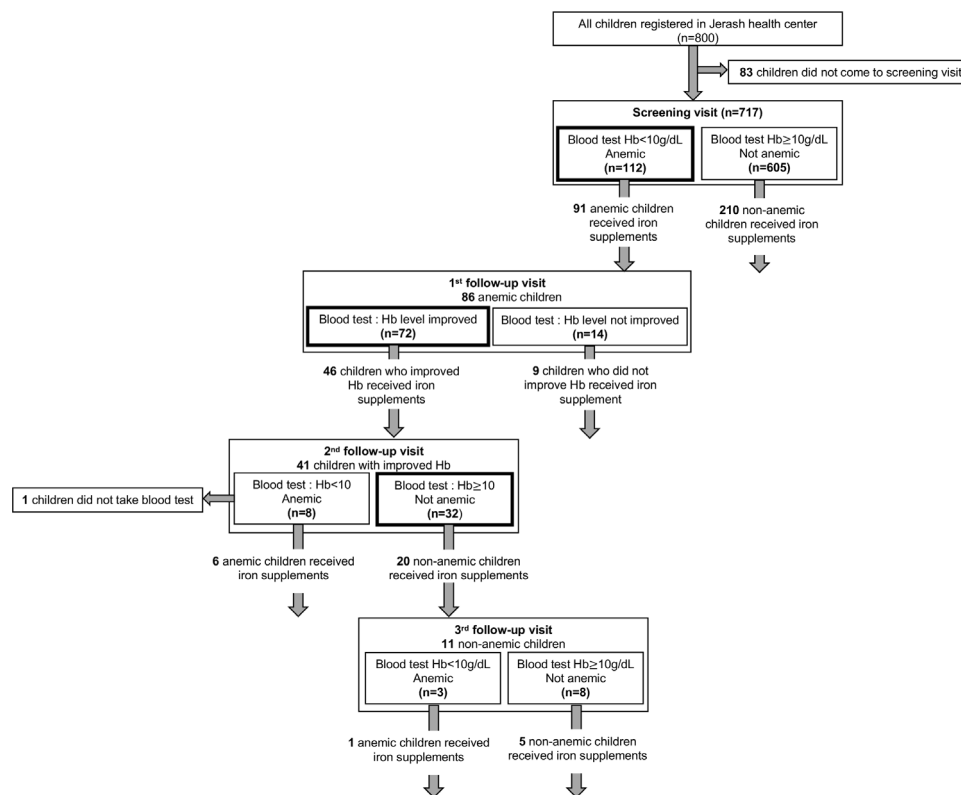 All children registered in Jerash health center
(n=800)
83 children did not come to screening visit
Screening visit (n=717)
Blood test Hb<10g/dL
Anemic
(n=112)
Blood test Hb≥10g/dL
Not anemic
(n=605)
91 anemic children
received iron
supplements
210 non-anemic
children received iron
supplements
1st follow-up visit
86 anemic children
Blood test : Hb level improved
(n=72)
Blood test : Hb level not improved
(n=14)
46 children who improved
Hb received iron
supplements
9 children who did not
improve Hb received iron
supplement
2nd follow-up visit
41 children with improved Hb
1 children did not take blood test
Blood test : Hb<10
Anemic
(n=8)
Blood test : Hb≥10
Not anemic
(n=32)
6 anemic children received
iron supplements
20 non-anemic children
received iron supplements
3rd follow-up visit
11 non-anemic children
Blood test Hb<10g/dL
Anemic
(n=3)
Blood test Hb≥10g/dL
Not anemic
(n=8)
1 anemic children received
iron supplements
5 non-anemic children
received iron supplements